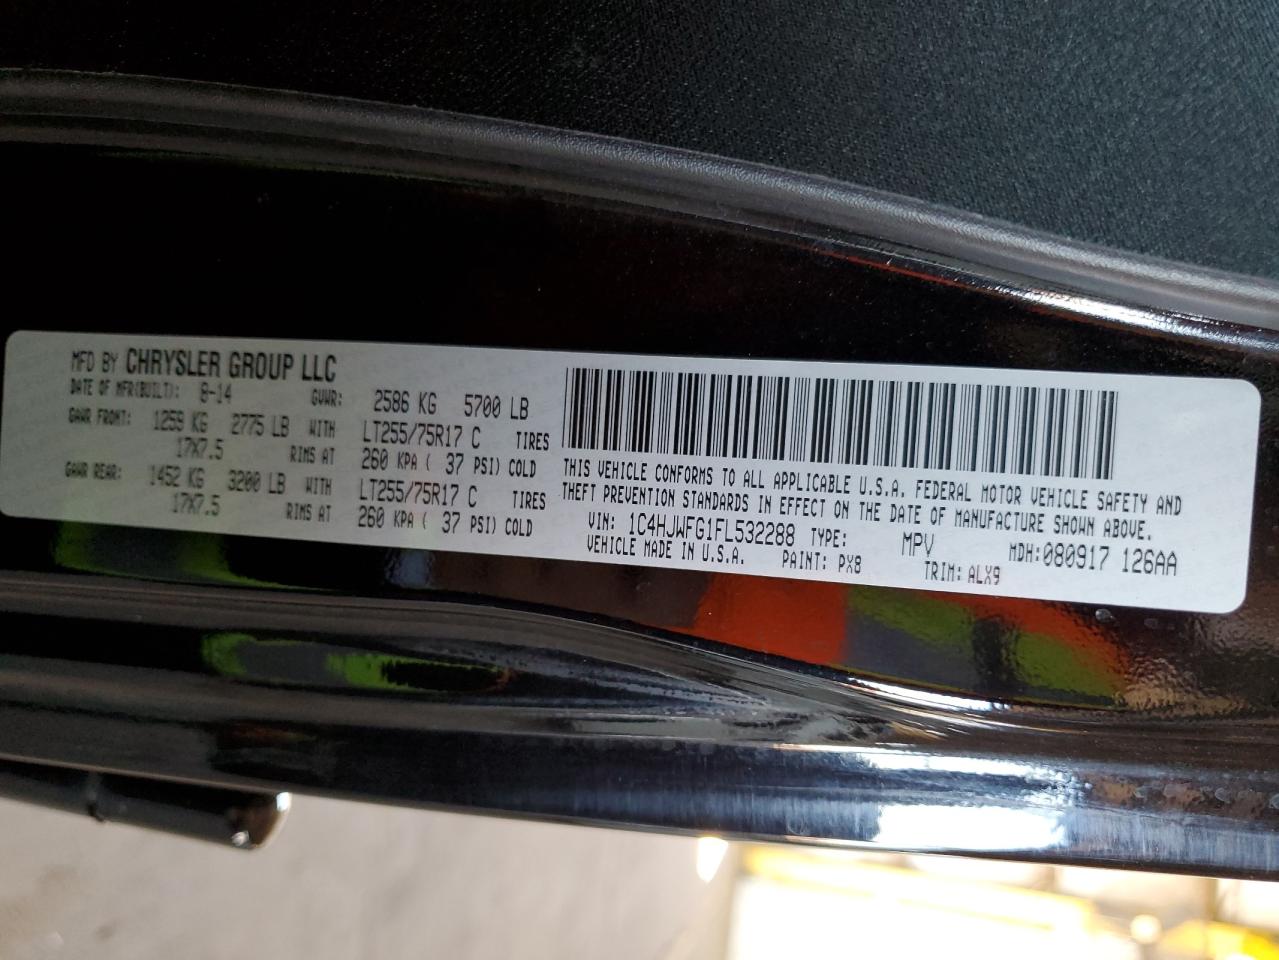 MFD BY CHRYSLER GROUP LLC
DATE OF MFR(BUILT): 8-14 GVWR: 2586 KG 5700 LB
GAWR FRONT: 1259 KG 2775 LB WITH LT255/75R17 C TIRES
17X7.5 RIMS AT 260 KPA ( 37 PSI) COLD
GAWR REAR: 1452 KG 3200 LB WITH LT255/75R17 C TIRES
17X7.5 RIMS AT 260 KPA ( 37 PSI) COLD
THIS VEHICLE CONFORMS TO ALL APPLICABLE U.S.A. FEDERAL MOTOR VEHICLE SAFETY AND
THEFT PREVENTION STANDARDS IN EFFECT ON THE DATE OF MANUFACTURE SHOWN ABOVE.
VIN: 1C4HJWFG1FL532288 TYPE: MPV MDH:080917 126AA
VEHICLE MADE IN U.S.A. PAINT: PX8 TRIM: ALX9